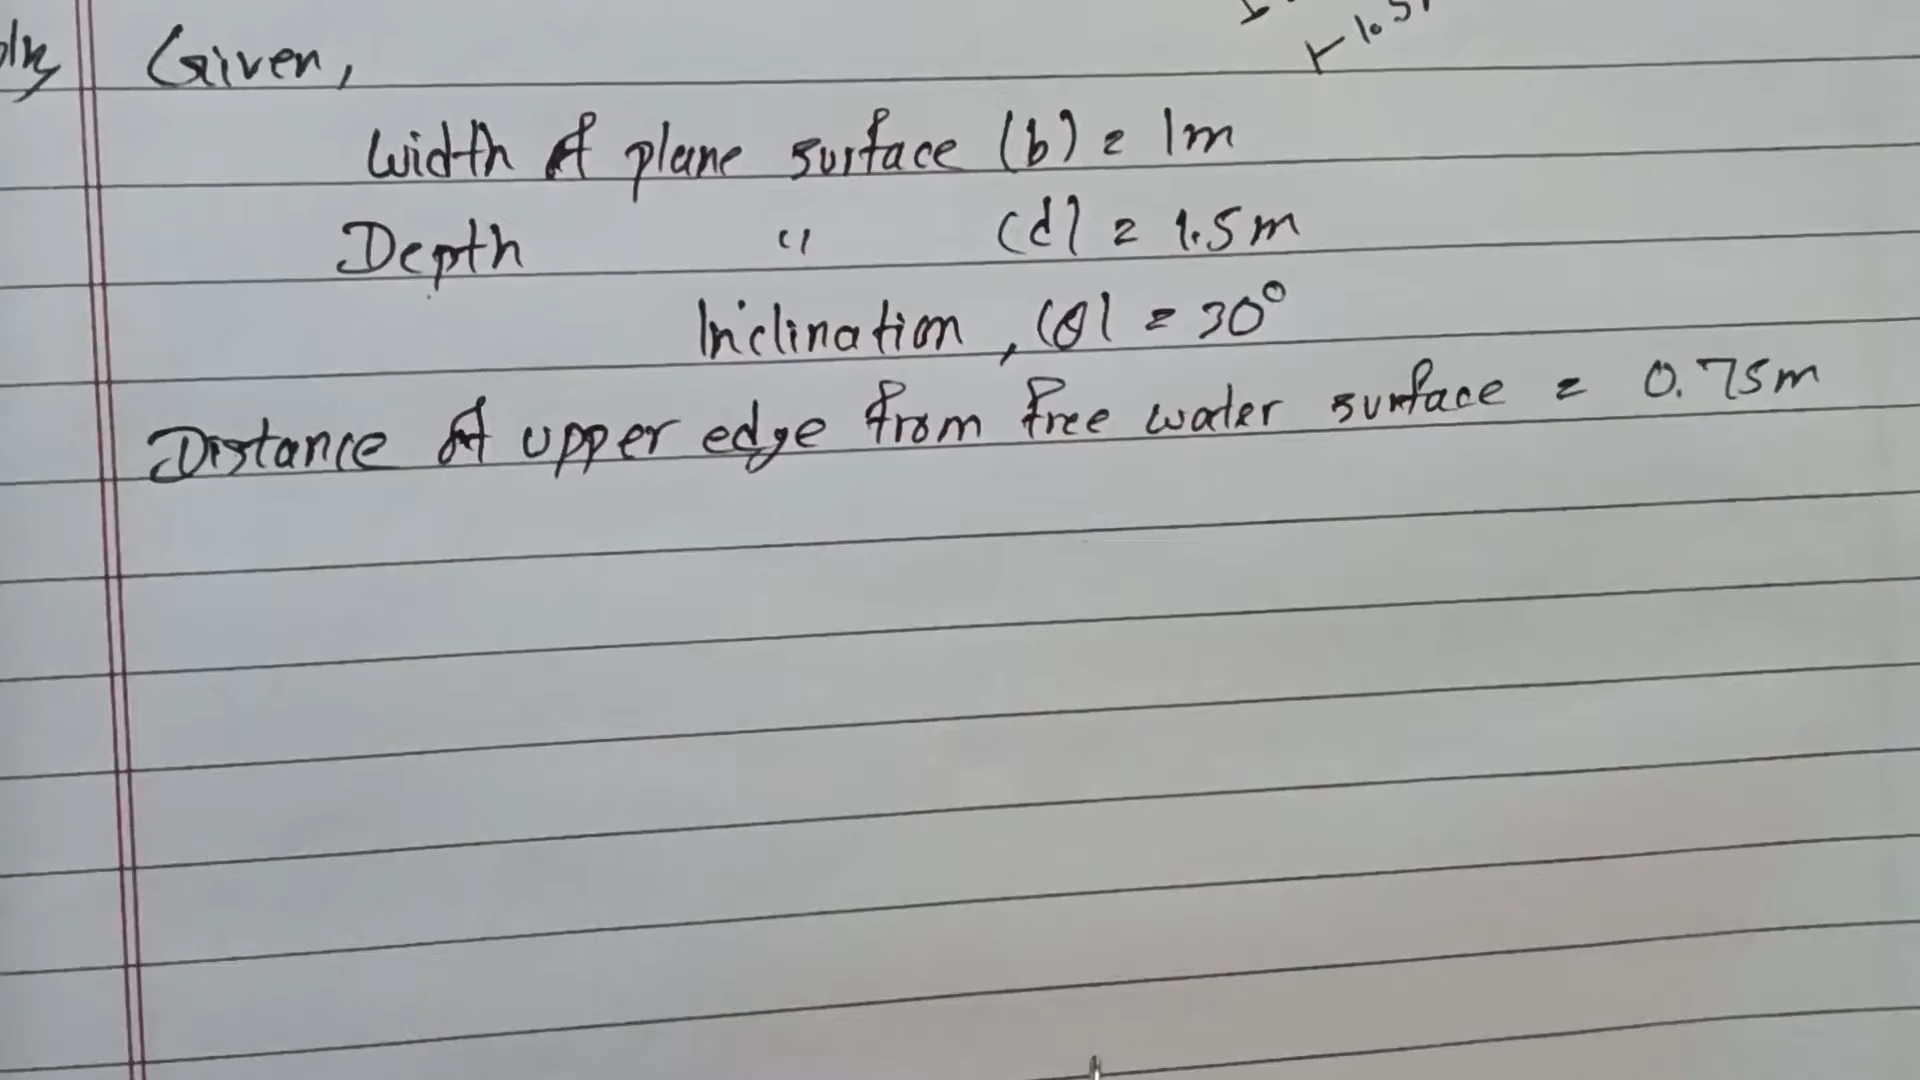 Given,
Width of plane surface (b) = 1m
Depth " (d) = 1.5m
Inclination, (θ) = 30°
Distance of upper edge from free water surface = 0.75m